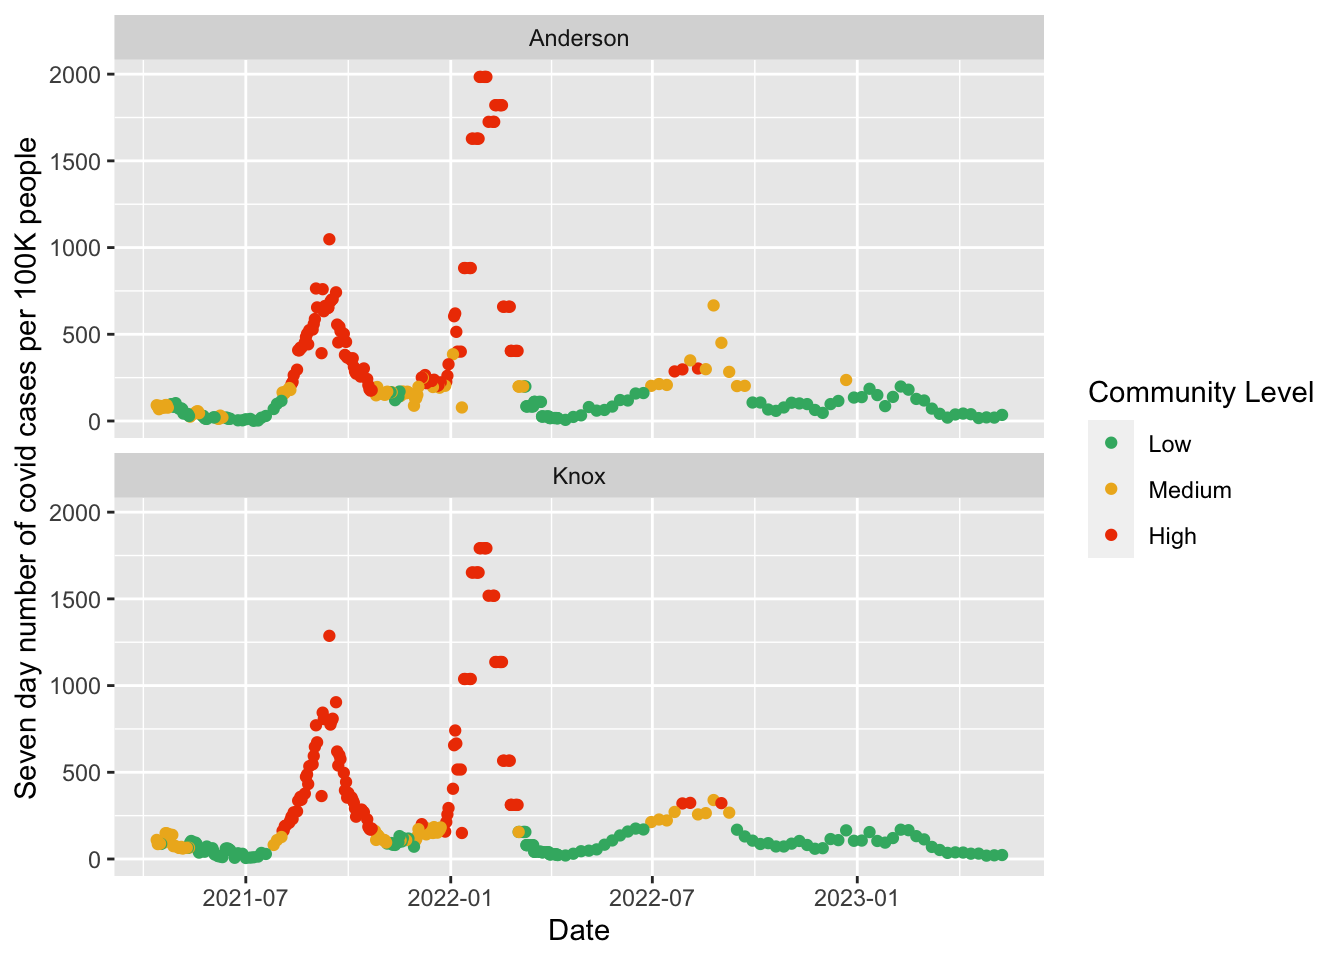 Anderson
2000
1500
1000
500
0
Knox
2000
1500
1000
500
0
2021-07
2022-01
2022-07
2023-01
Date
Seven day number of covid cases per 100K people
Community Level
Low
Medium
High